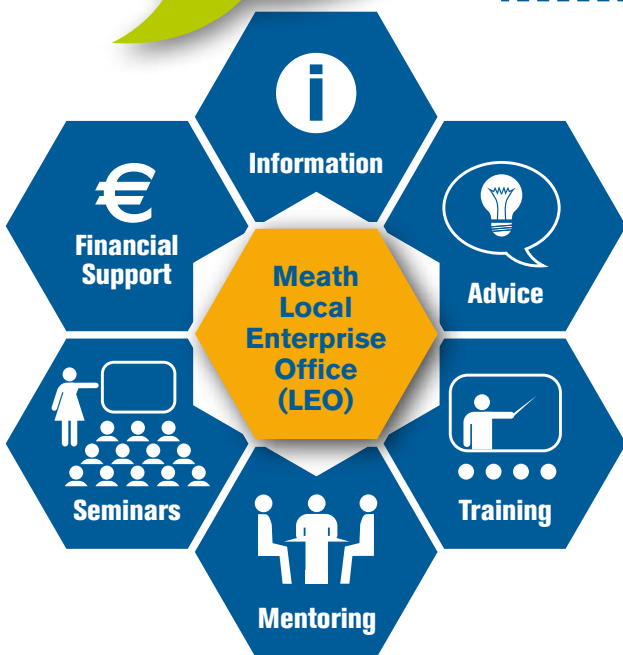 i
Information
€
Financial
Support
Advice
Meath
Local
Enterprise
Office
(LEO)
Seminars
Training
Mentoring